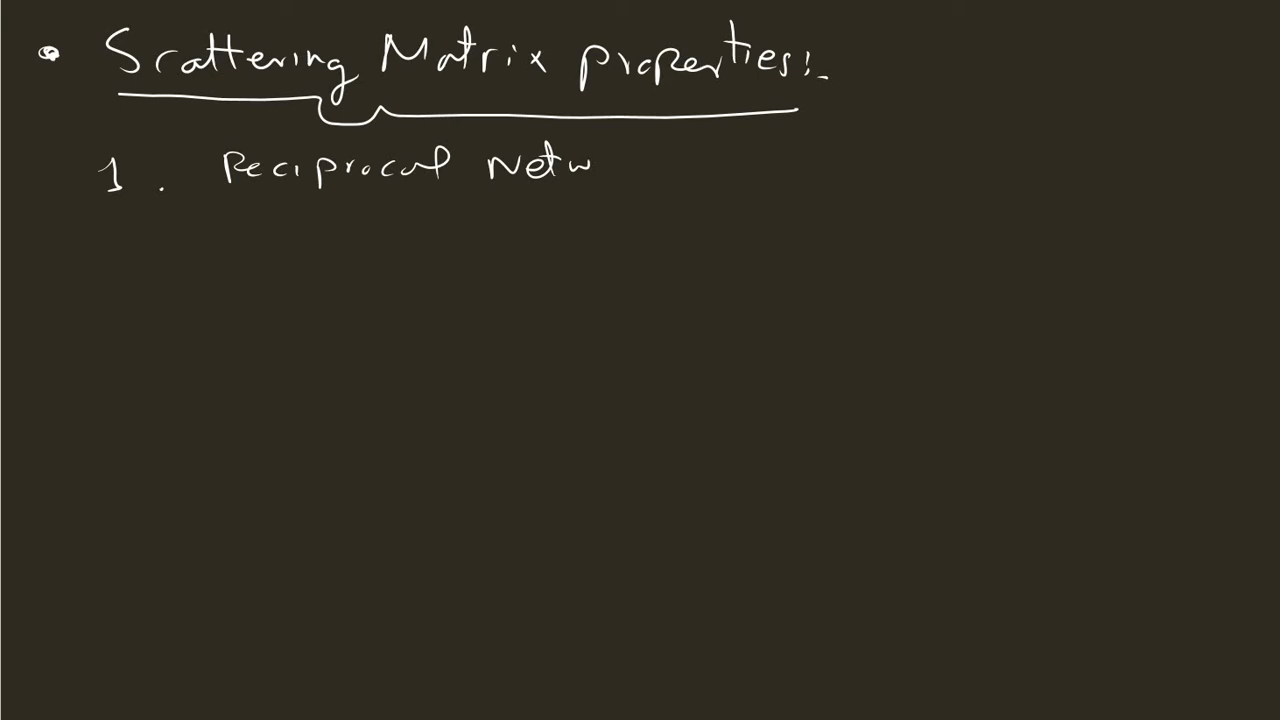 • Scattering Matrix properties:-
1. Reciprocal Netw